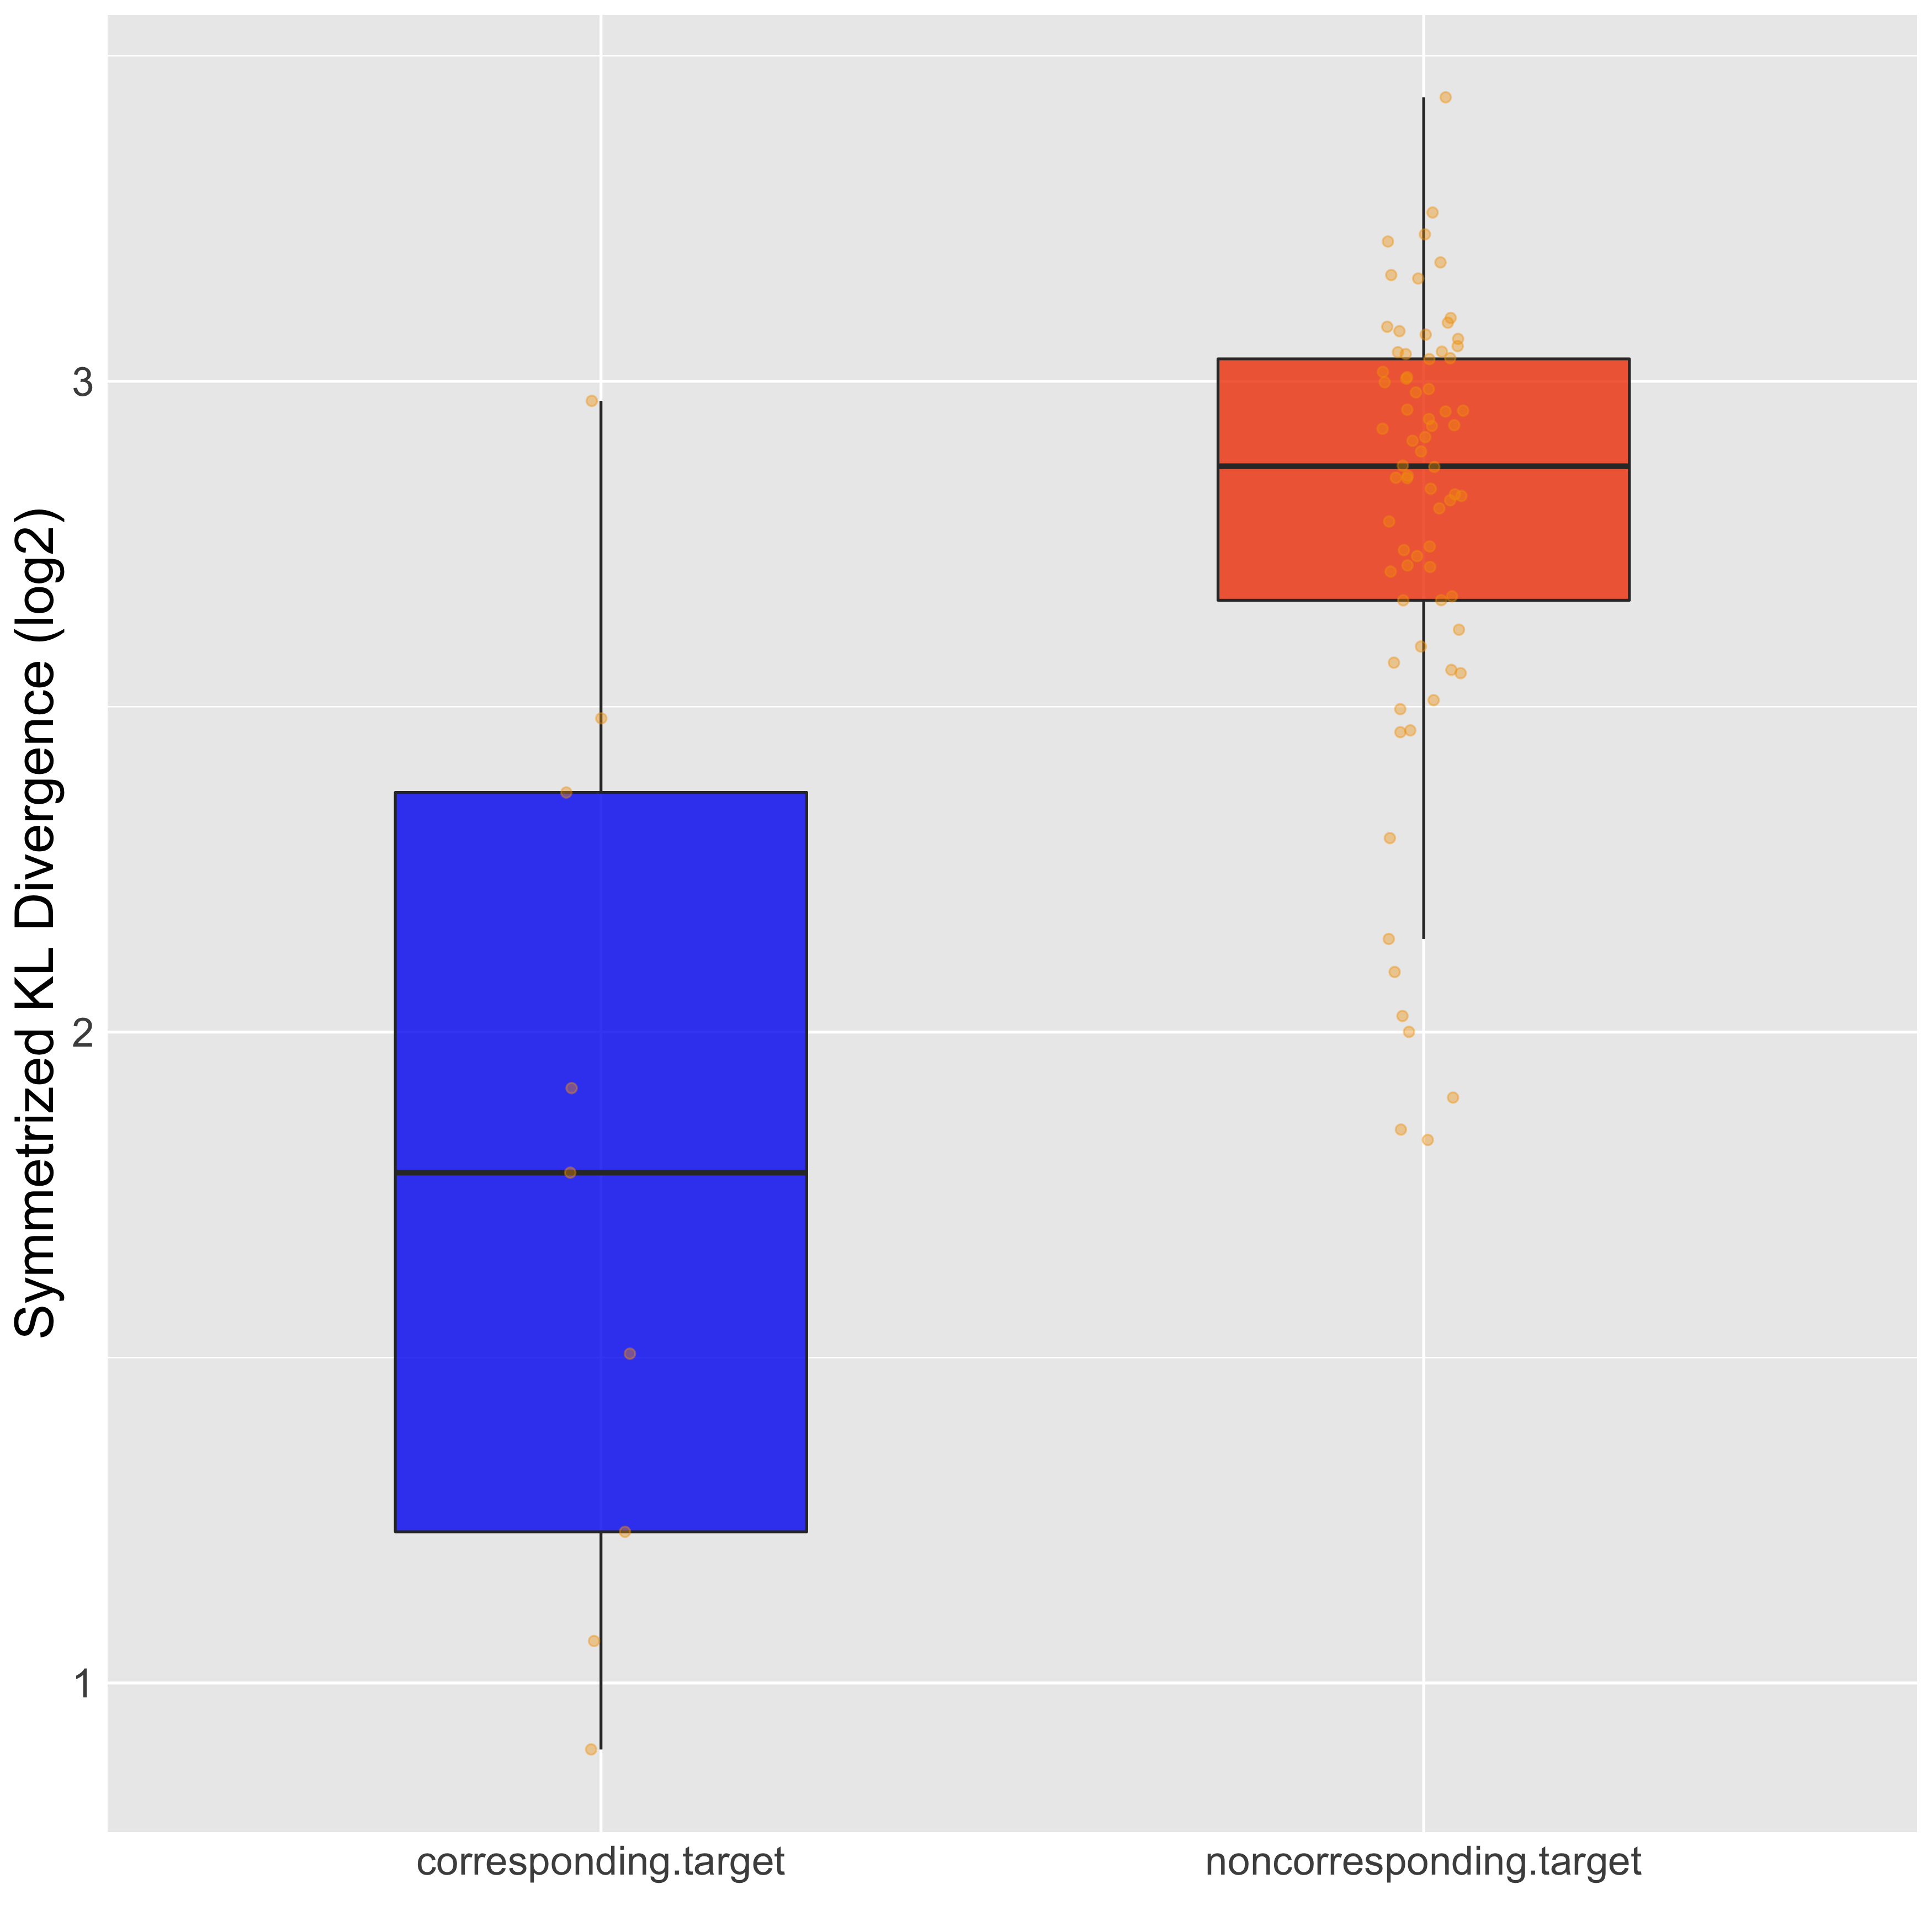 Symmetrized KL Divergence (log2)
3
2
1
corresponding.target
noncorresponding.target